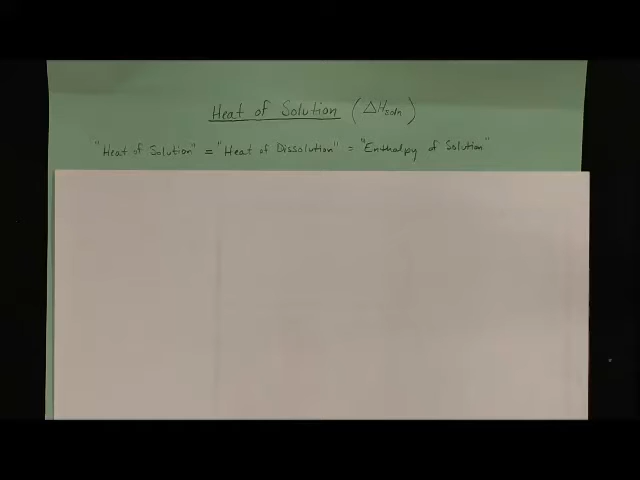 Heat of Solution (ΔHsoln)
"Heat of Solution" = "Heat of Dissolution" = "Enthalpy of Solution"